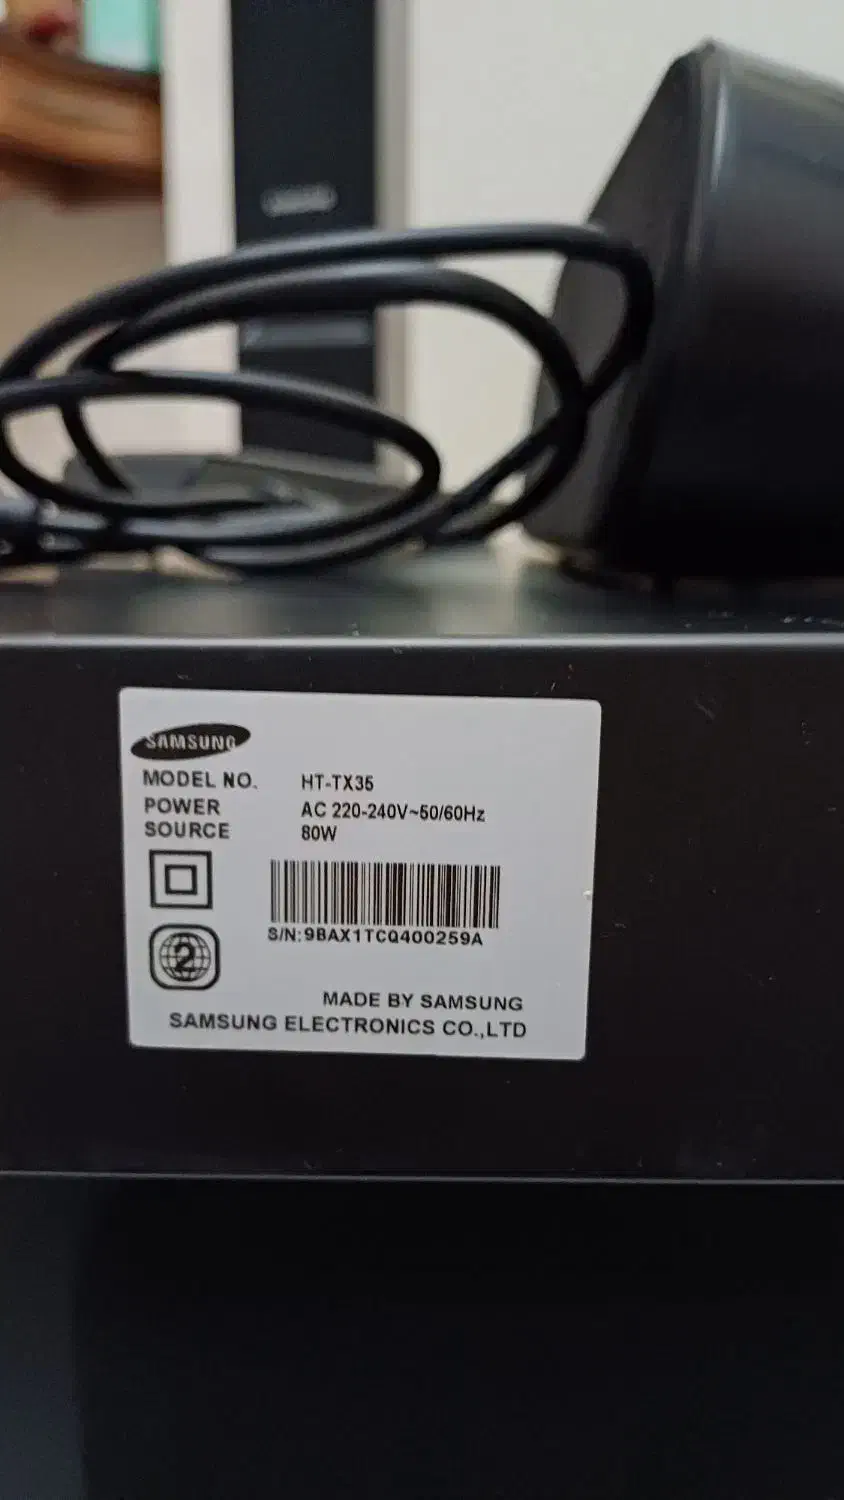 SAMSUNG
MODEL NO. HT-TX35
POWER SOURCE AC 220-240V~50/60Hz
80W
2
S/N:9BAX1TCQ400259A
MADE BY SAMSUNG
SAMSUNG ELECTRONICS CO.,LTD